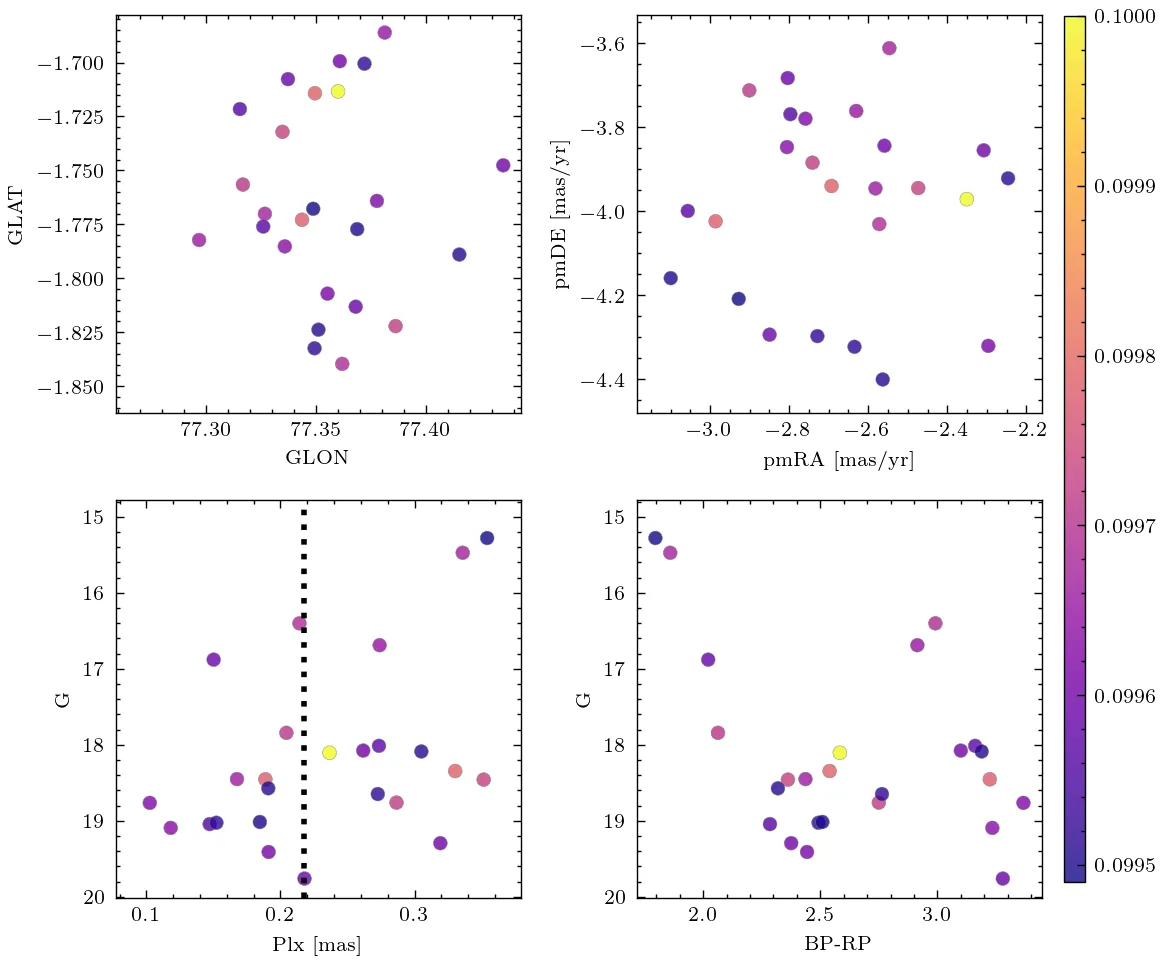 −1.700
−1.725
−1.750
−1.775
−1.800
−1.825
−1.850
GLAT
77.30 77.35 77.40
GLON
−3.6
−3.8
−4.0
−4.2
−4.4
pmDE [mas/yr]
−3.0 −2.8 −2.6 −2.4 −2.2
pmRA [mas/yr]
15
16
17
18
19
20
G
0.1 0.2 0.3
Plx [mas]
15
16
17
18
19
20
G
2.0 2.5 3.0
BP-RP
0.1000
0.0999
0.0998
0.0997
0.0996
0.0995